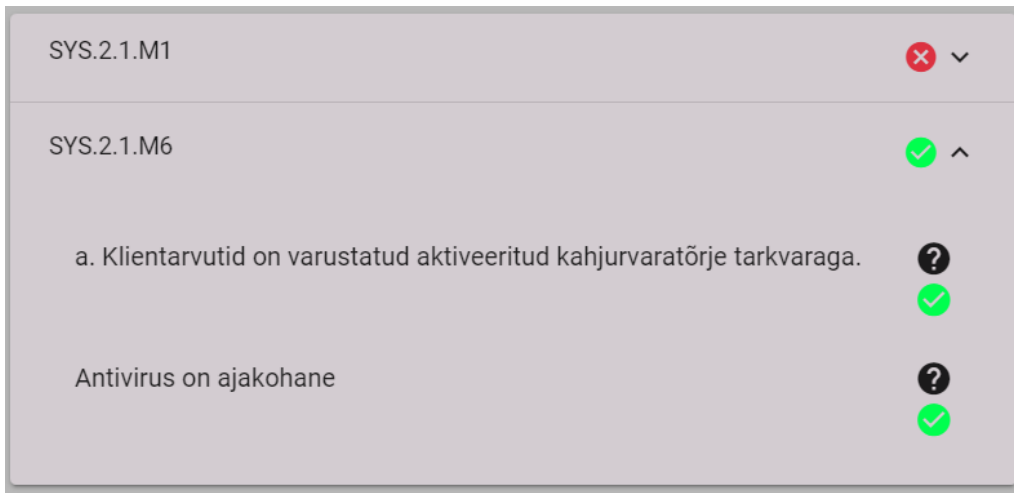 SYS.2.1.M1
SYS.2.1.M6
a. Klientarvutid on varustatud aktiveeritud kahjurvaratõrje tarkvaraga.
?
Antivirus on ajakohane
?